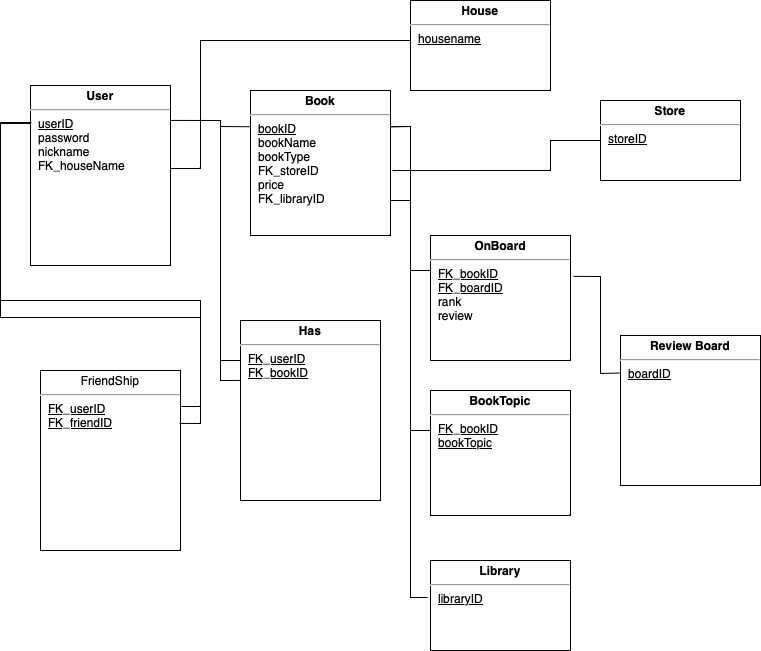 House
housename
User
userID
password
nickname
FK_houseName
Book
bookID
bookName
bookType
FK_storeID
price
FK_libraryID
Store
storeID
OnBoard
FK_bookID
FK_boardID
rank
review
Has
FK_userID
FK_bookID
Review Board
boardID
FriendShip
FK_userID
FK_friendID
BookTopic
FK_bookID
bookTopic
Library
libraryID